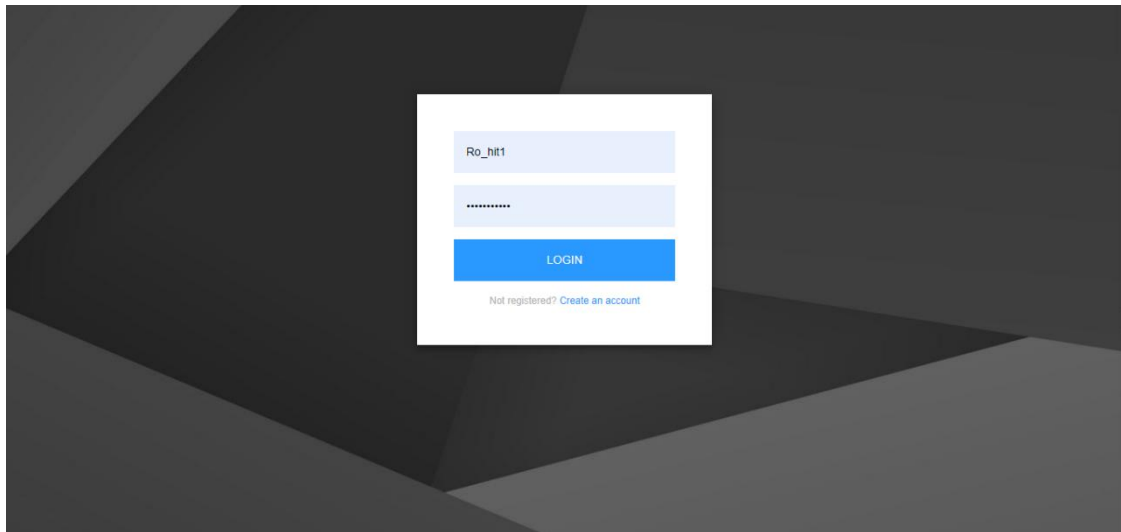 Ro_hit1
•••••••••••
LOGIN
Not registered? Create an account